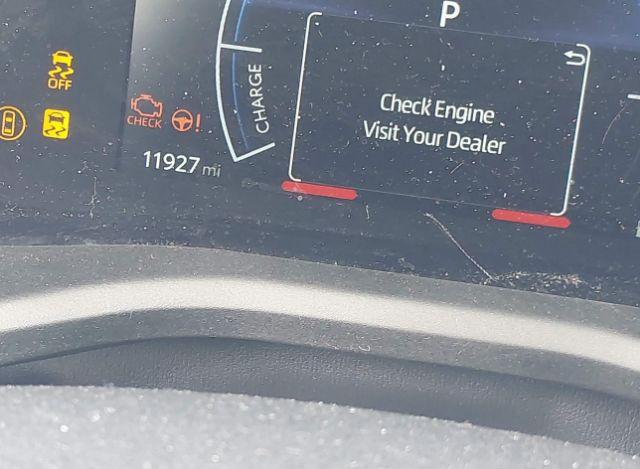 P
OFF
CHARGE
Check Engine
Visit Your Dealer
CHECK
!
11927 mi